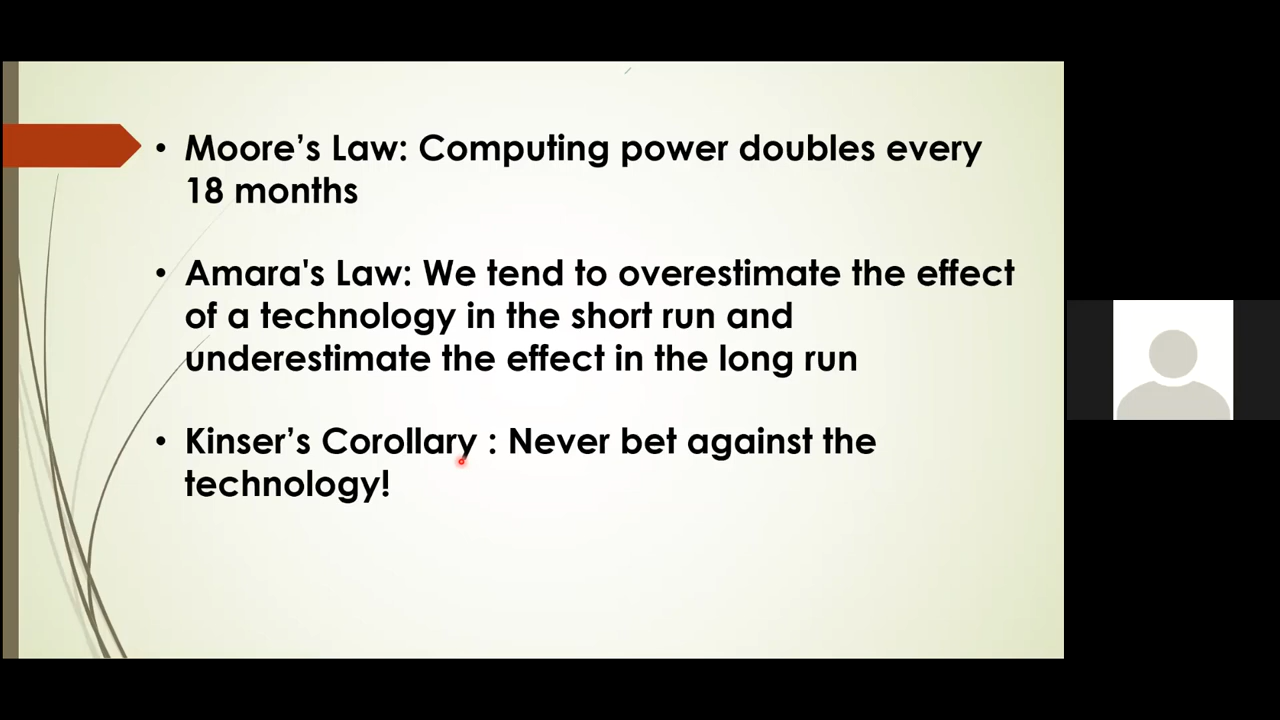 • Moore’s Law: Computing power doubles every
18 months
• Amara's Law: We tend to overestimate the effect
of a technology in the short run and
underestimate the effect in the long run
• Kinser’s Corollary : Never bet against the
technology!